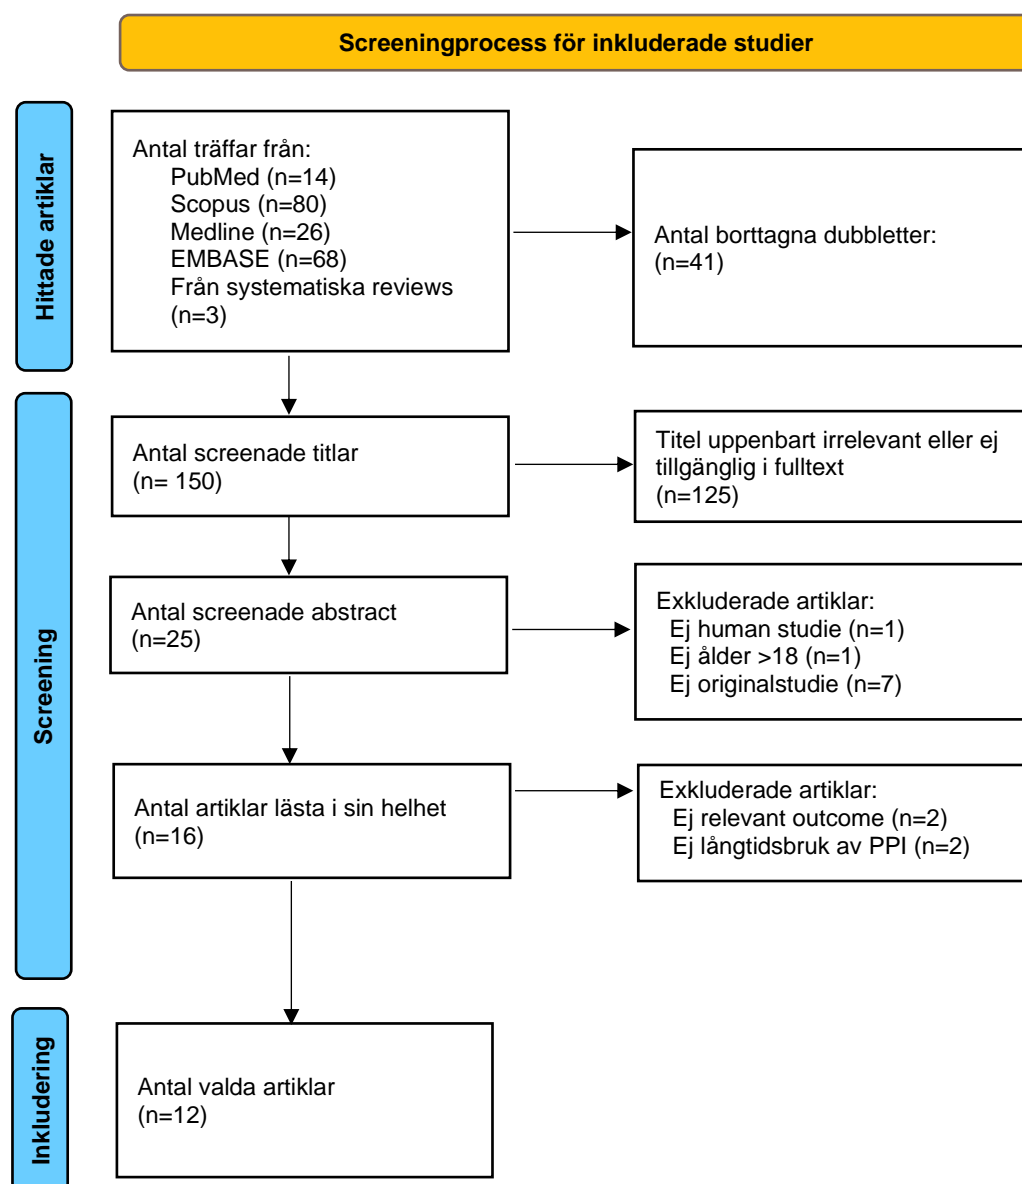 Screeningprocess för inkluderade studier
Hittade artiklar
Antal träffar från:
PubMed (n=14)
Scopus (n=80)
Medline (n=26)
EMBASE (n=68)
Från systematiska reviews
(n=3)
Antal borttagna dubbletter:
(n=41)
Screening
Antal screenade titlar
(n= 150)
Titel uppenbart irrelevant eller ej
tillgänglig i fulltext
(n=125)
Antal screenade abstract
(n=25)
Exkluderade artiklar:
Ej human studie (n=1)
Ej ålder >18 (n=1)
Ej originalstudie (n=7)
Antal artiklar lästa i sin helhet
(n=16)
Exkluderade artiklar:
Ej relevant outcome (n=2)
Ej långtidsbruk av PPI (n=2)
Inkludering
Antal valda artiklar
(n=12)